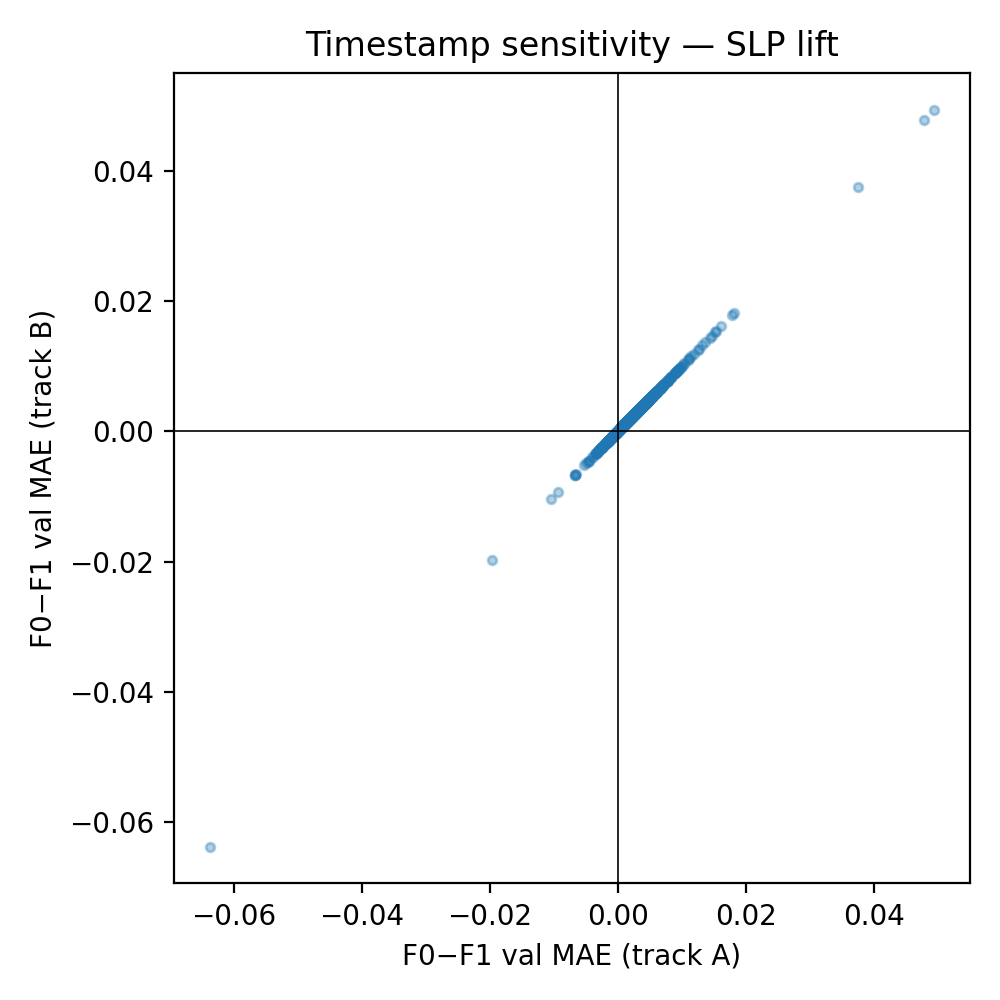 Timestamp sensitivity — SLP lift
F0−F1 val MAE (track B)
0.04
0.02
0.00
−0.02
−0.04
−0.06
−0.06 −0.04 −0.02 0.00 0.02 0.04
F0−F1 val MAE (track A)